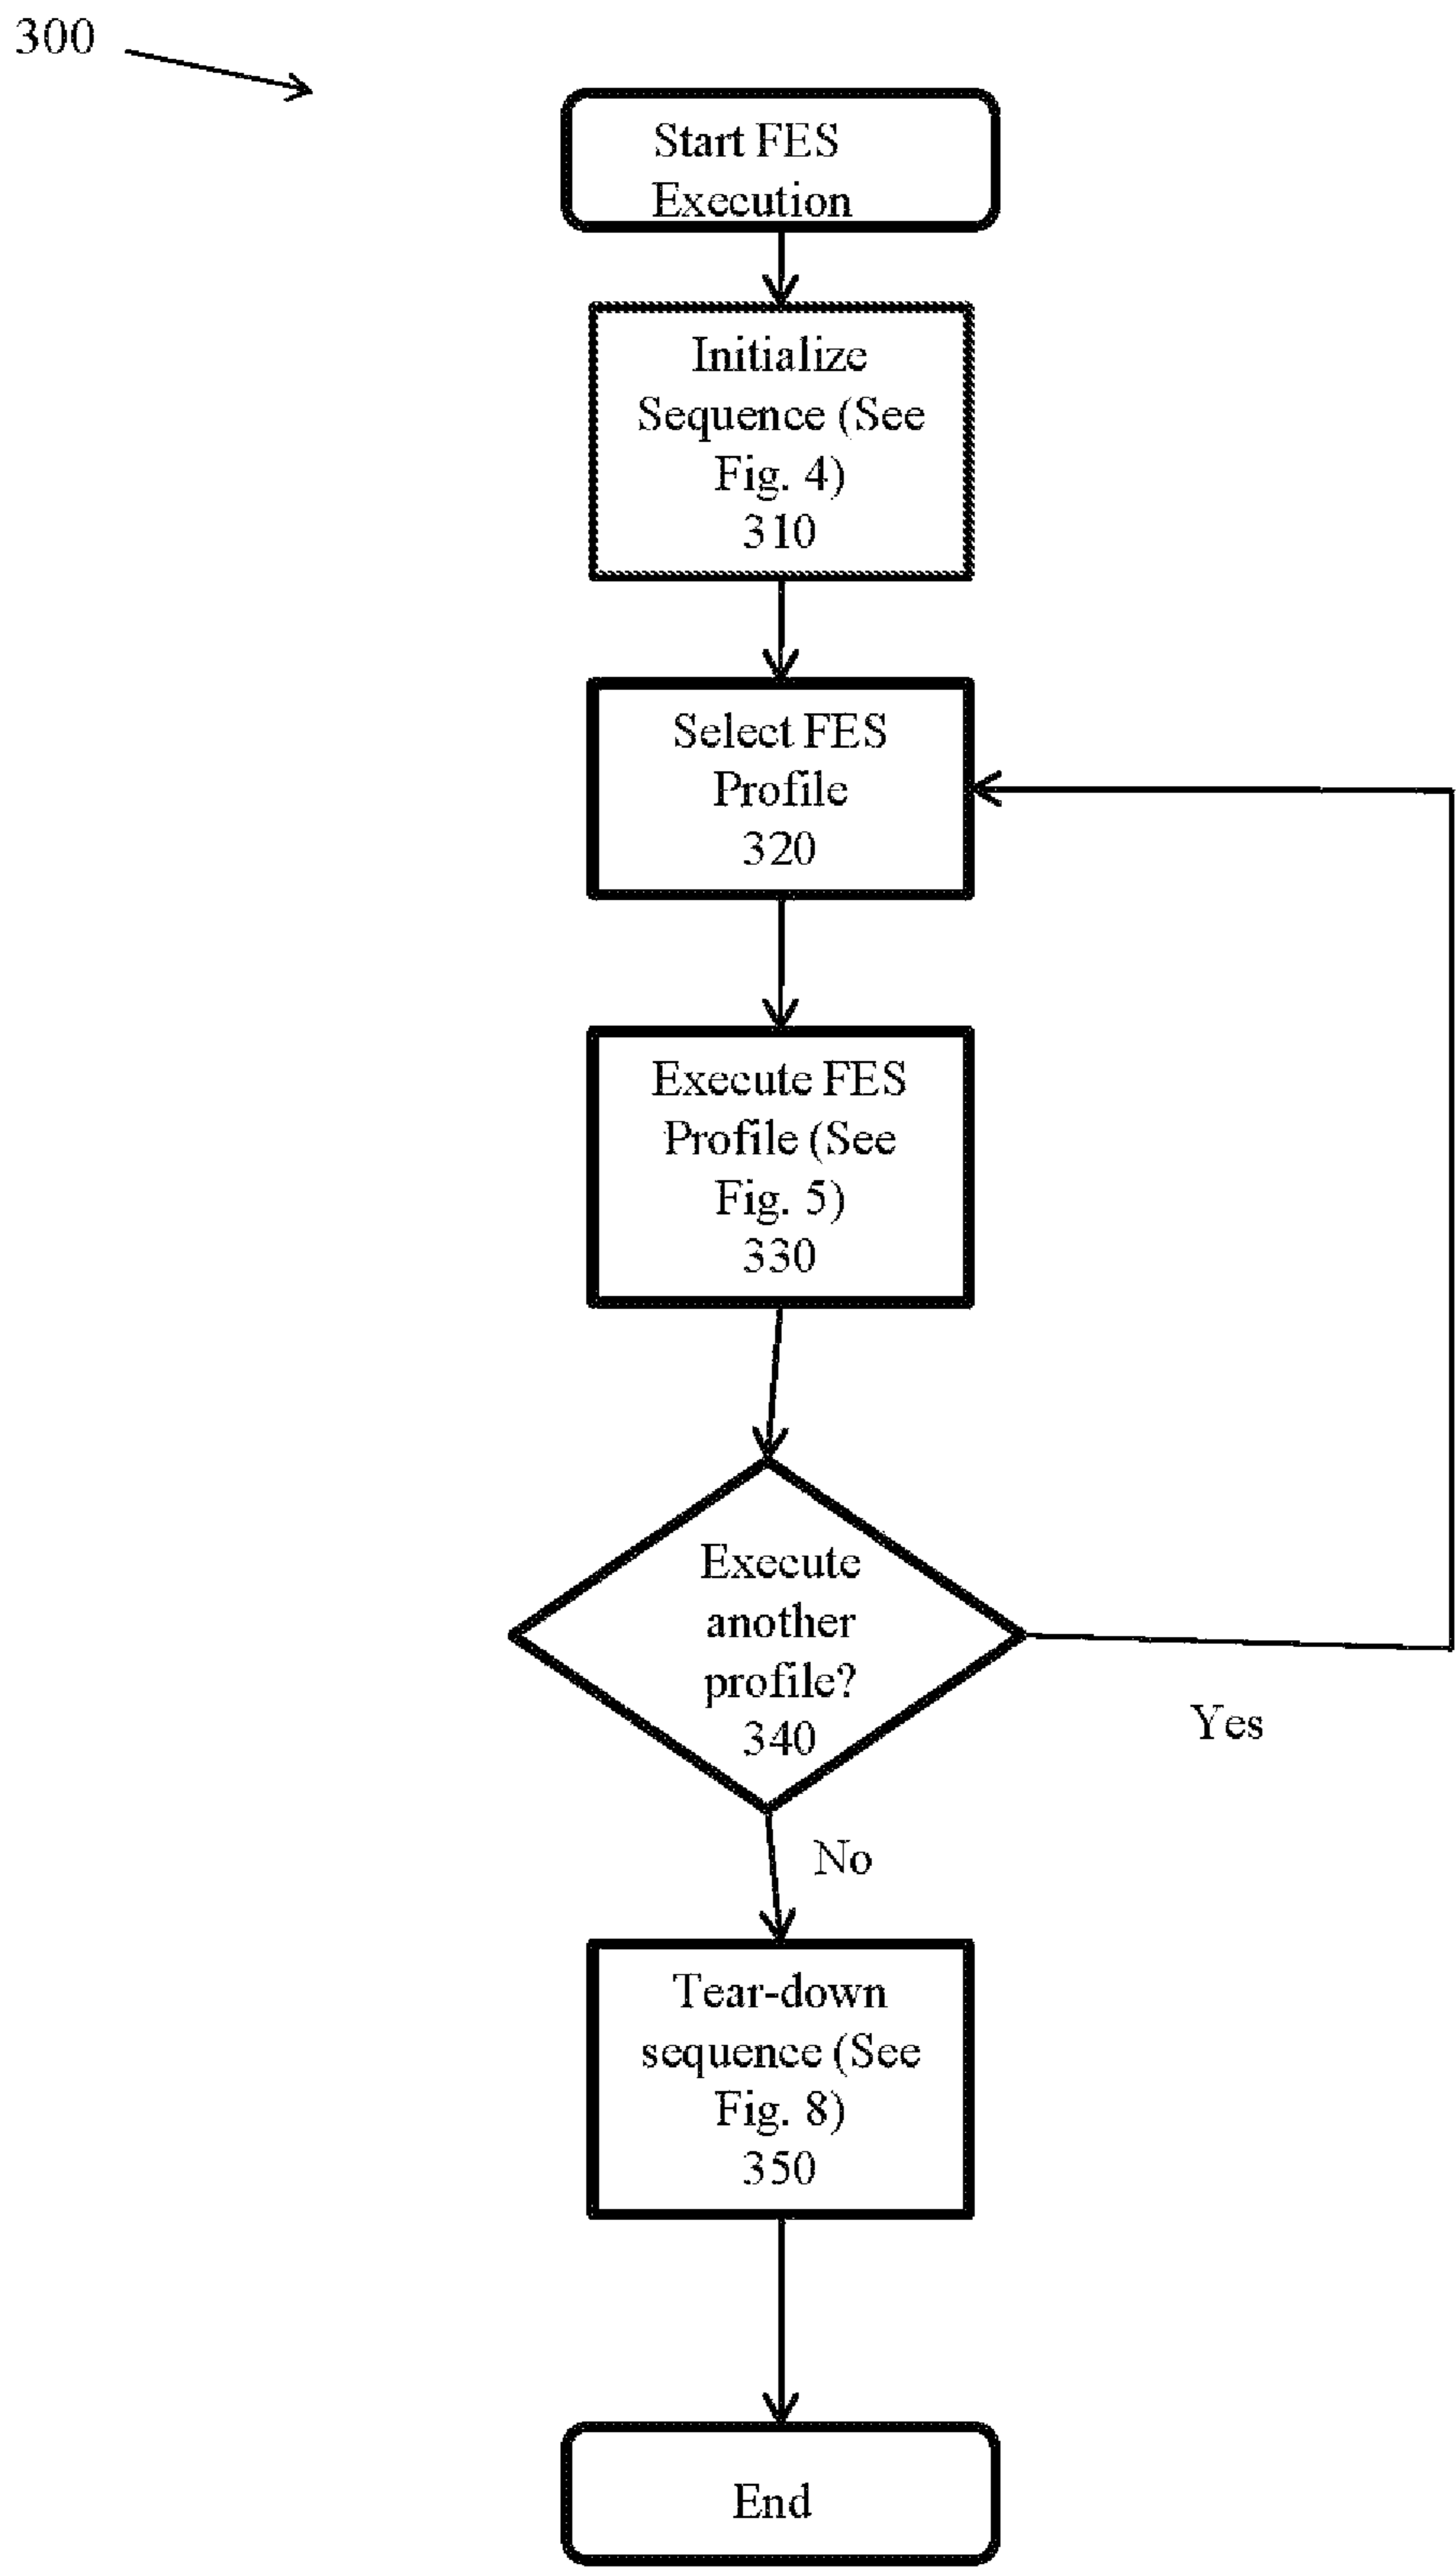 300
Start FES
Execution
Initialize
Sequence (See
Fig. 4)
310
Select FES
Profile
320
Execute FES
Profile (See
Fig. 5)
330
Execute
another
profile?
340
Yes
No
Tear-down
sequence (See
Fig. 8)
350
End